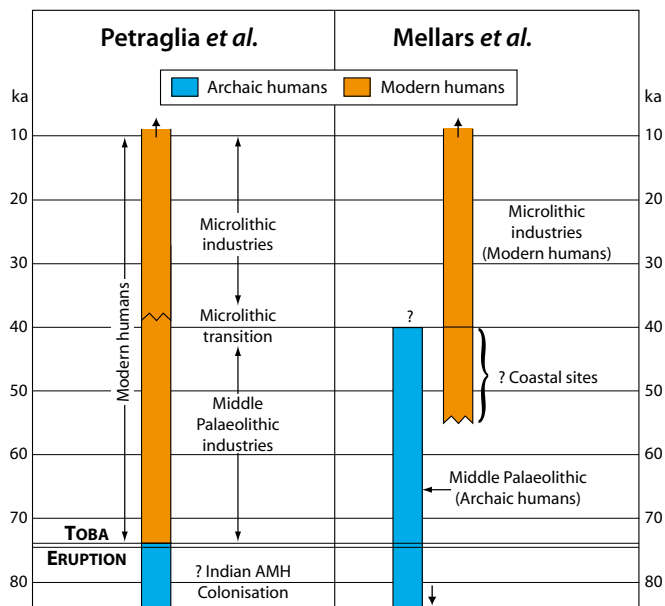 Petraglia et al.
Mellars et al.
Archaic humans
Modern humans
ka
ka
10
10
20
20
Microlithic
industries
Microlithic
industries
(Modern humans)
30
30
Modern humans
Microlithic
transition
?
40
40
? Coastal sites
50
50
Middle
Palaeolithic
industries
60
60
Middle Palaeolithic
(Archaic humans)
70
70
TOBA
ERUPTION
? Indian AMH
Colonisation
80
80